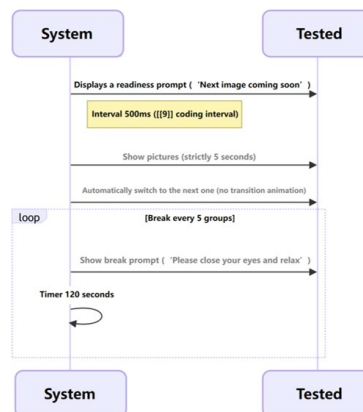 System Tested
Displays a readiness prompt (‘Next image coming soon’)
Interval 500ms ([[9]] coding interval)
Show pictures (strictly 5 seconds)
Automatically switch to the next one (no transition animation)
loop [Break every 5 groups]
Show break prompt (‘Please close your eyes and relax’)
Timer 120 seconds
System Tested